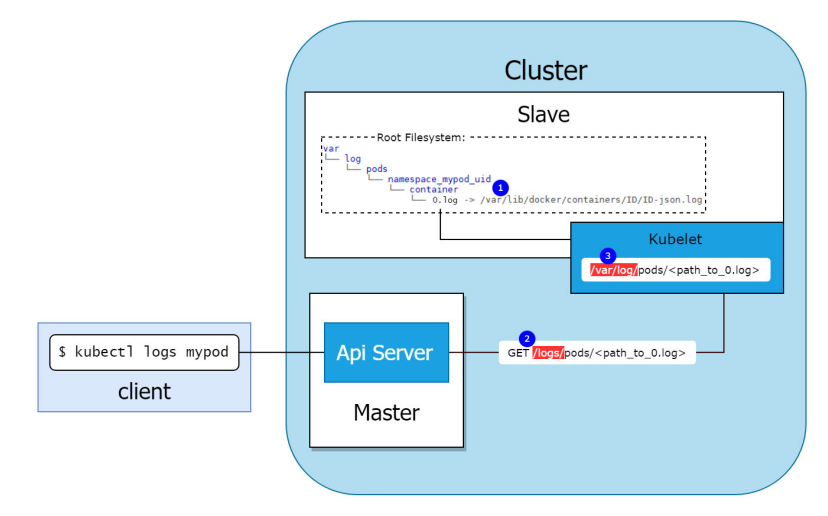 Cluster
Slave
Root Filesystem:
var
└── log
└── pods
└── namespace_mypod_uid
1
└── container
└── 0.log -> /var/lib/docker/containers/ID/ID-json.log
Kubelet
3
/var/log/pods/<path_to_0.log>
$ kubectl logs mypod
client
Api Server
Master
2
GET /logs/pods/<path_to_0.log>